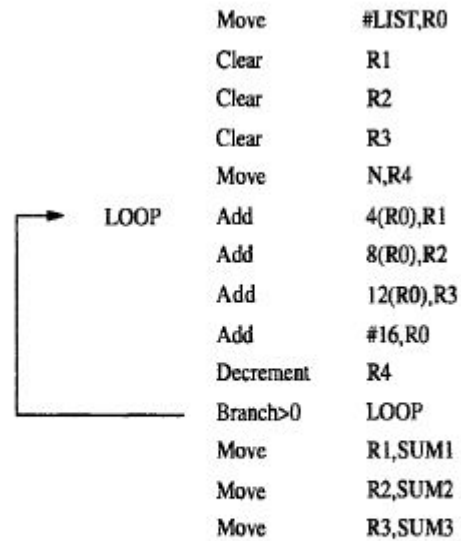 Move #LIST,R0
Clear R1
Clear R2
Clear R3
Move N,R4
LOOP Add 4(R0),R1
Add 8(R0),R2
Add 12(R0),R3
Add #16,R0
Decrement R4
Branch>0 LOOP
Move R1,SUM1
Move R2,SUM2
Move R3,SUM3